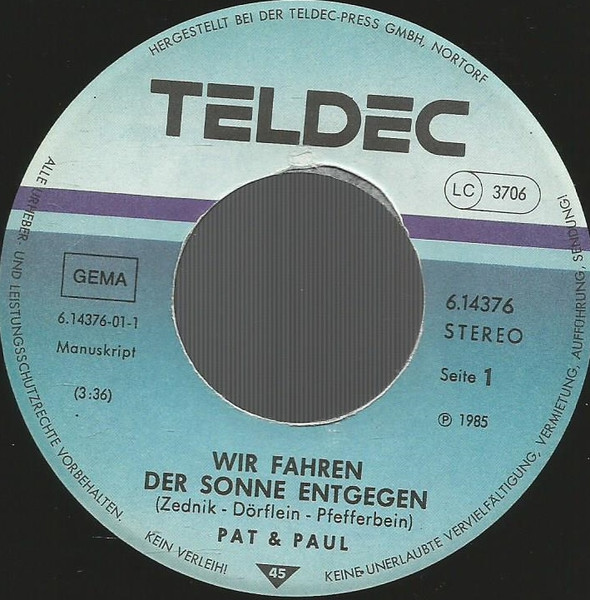 HERGESTELLT BEI DER TELDEC-PRESS GMBH, NORTORF
TELDEC
LC 3706
GEMA
6.14376-01-1
Manuskript
(3:36)
6.14376
STEREO
Seite 1
℗ 1985
WIR FAHREN
DER SONNE ENTGEGEN
(Zednik - Dörflein - Pfefferbein)
PAT & PAUL
45
ALLE URHEBER- UND LEISTUNGSSCHUTZRECHTE VORBEHALTEN.
KEIN VERLEIH!
KEINE UNERLAUBTE VERVIELFÄLTIGUNG, VERMIETUNG, AUFFÜHRUNG, SENDUNG!